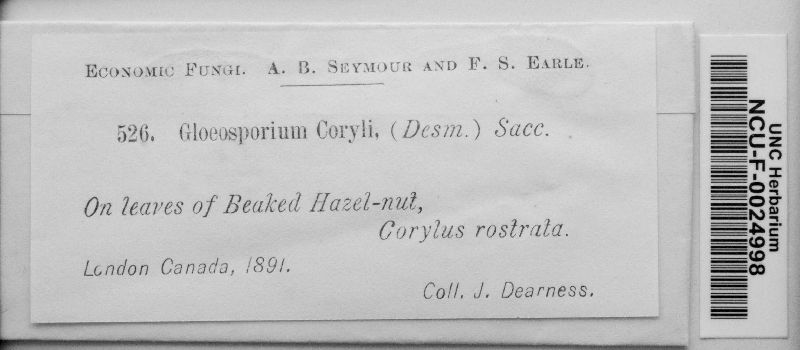 ECONOMIC FUNGI. A. B. SEYMOUR AND F. S. EARLE.
526. Gloeosporium Coryli, (Desm.) Sacc.
On leaves of Beaked Hazel-nut,
Corylus rostrata.
London Canada, 1891.
Coll. J. Dearness.
UNC Herbarium
NCU-F-0024998